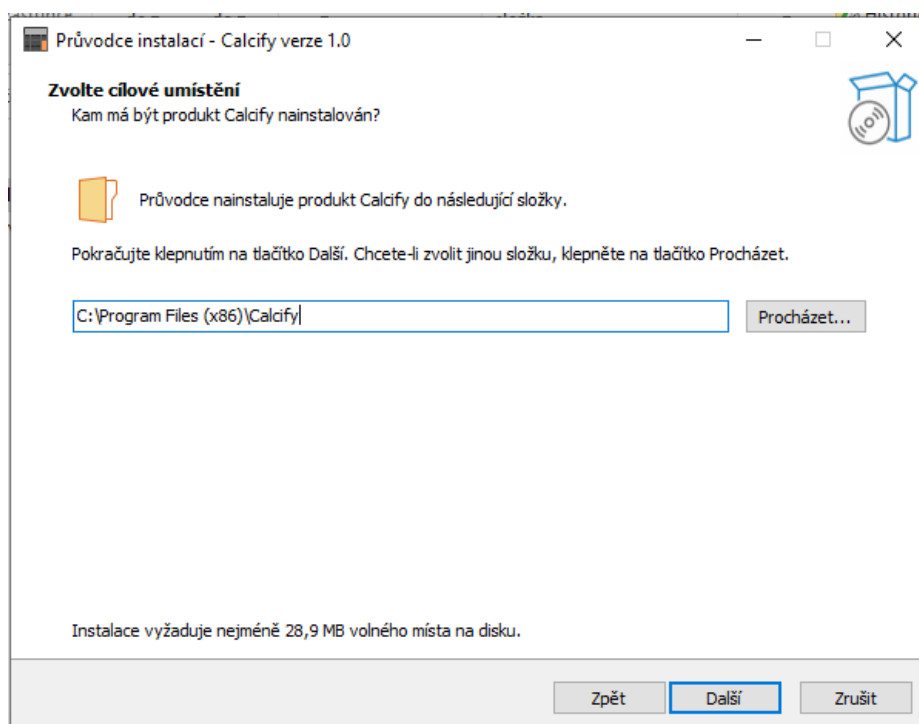 Průvodce instalací - Calcify verze 1.0
Zvolte cílové umístění
Kam má být produkt Calcify nainstalován?
Průvodce nainstaluje produkt Calcify do následující složky.
Pokračujte klepnutím na tlačítko Další. Chcete-li zvolit jinou složku, klepněte na tlačítko Procházet.
C:\Program Files (x86)\Calcify
Procházet...
Instalace vyžaduje nejméně 28,9 MB volného místa na disku.
Zpět
Další
Zrušit